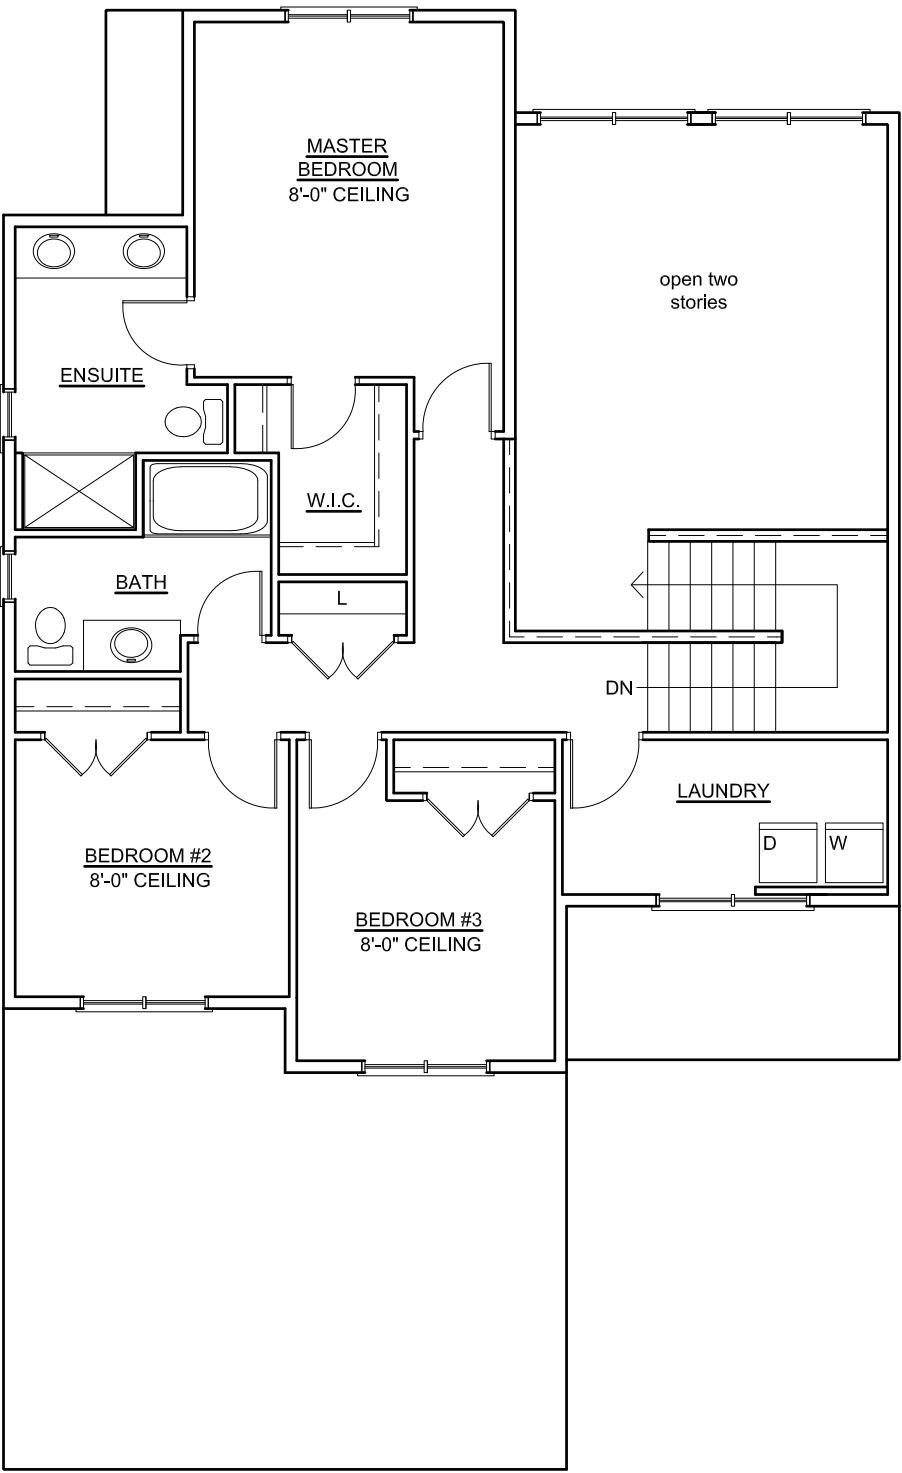 MASTER
BEDROOM
8'-0" CEILING
open two
stories
ENSUITE
W.I.C.
BATH
L
DN
LAUNDRY
D
W
BEDROOM #2
8'-0" CEILING
BEDROOM #3
8'-0" CEILING